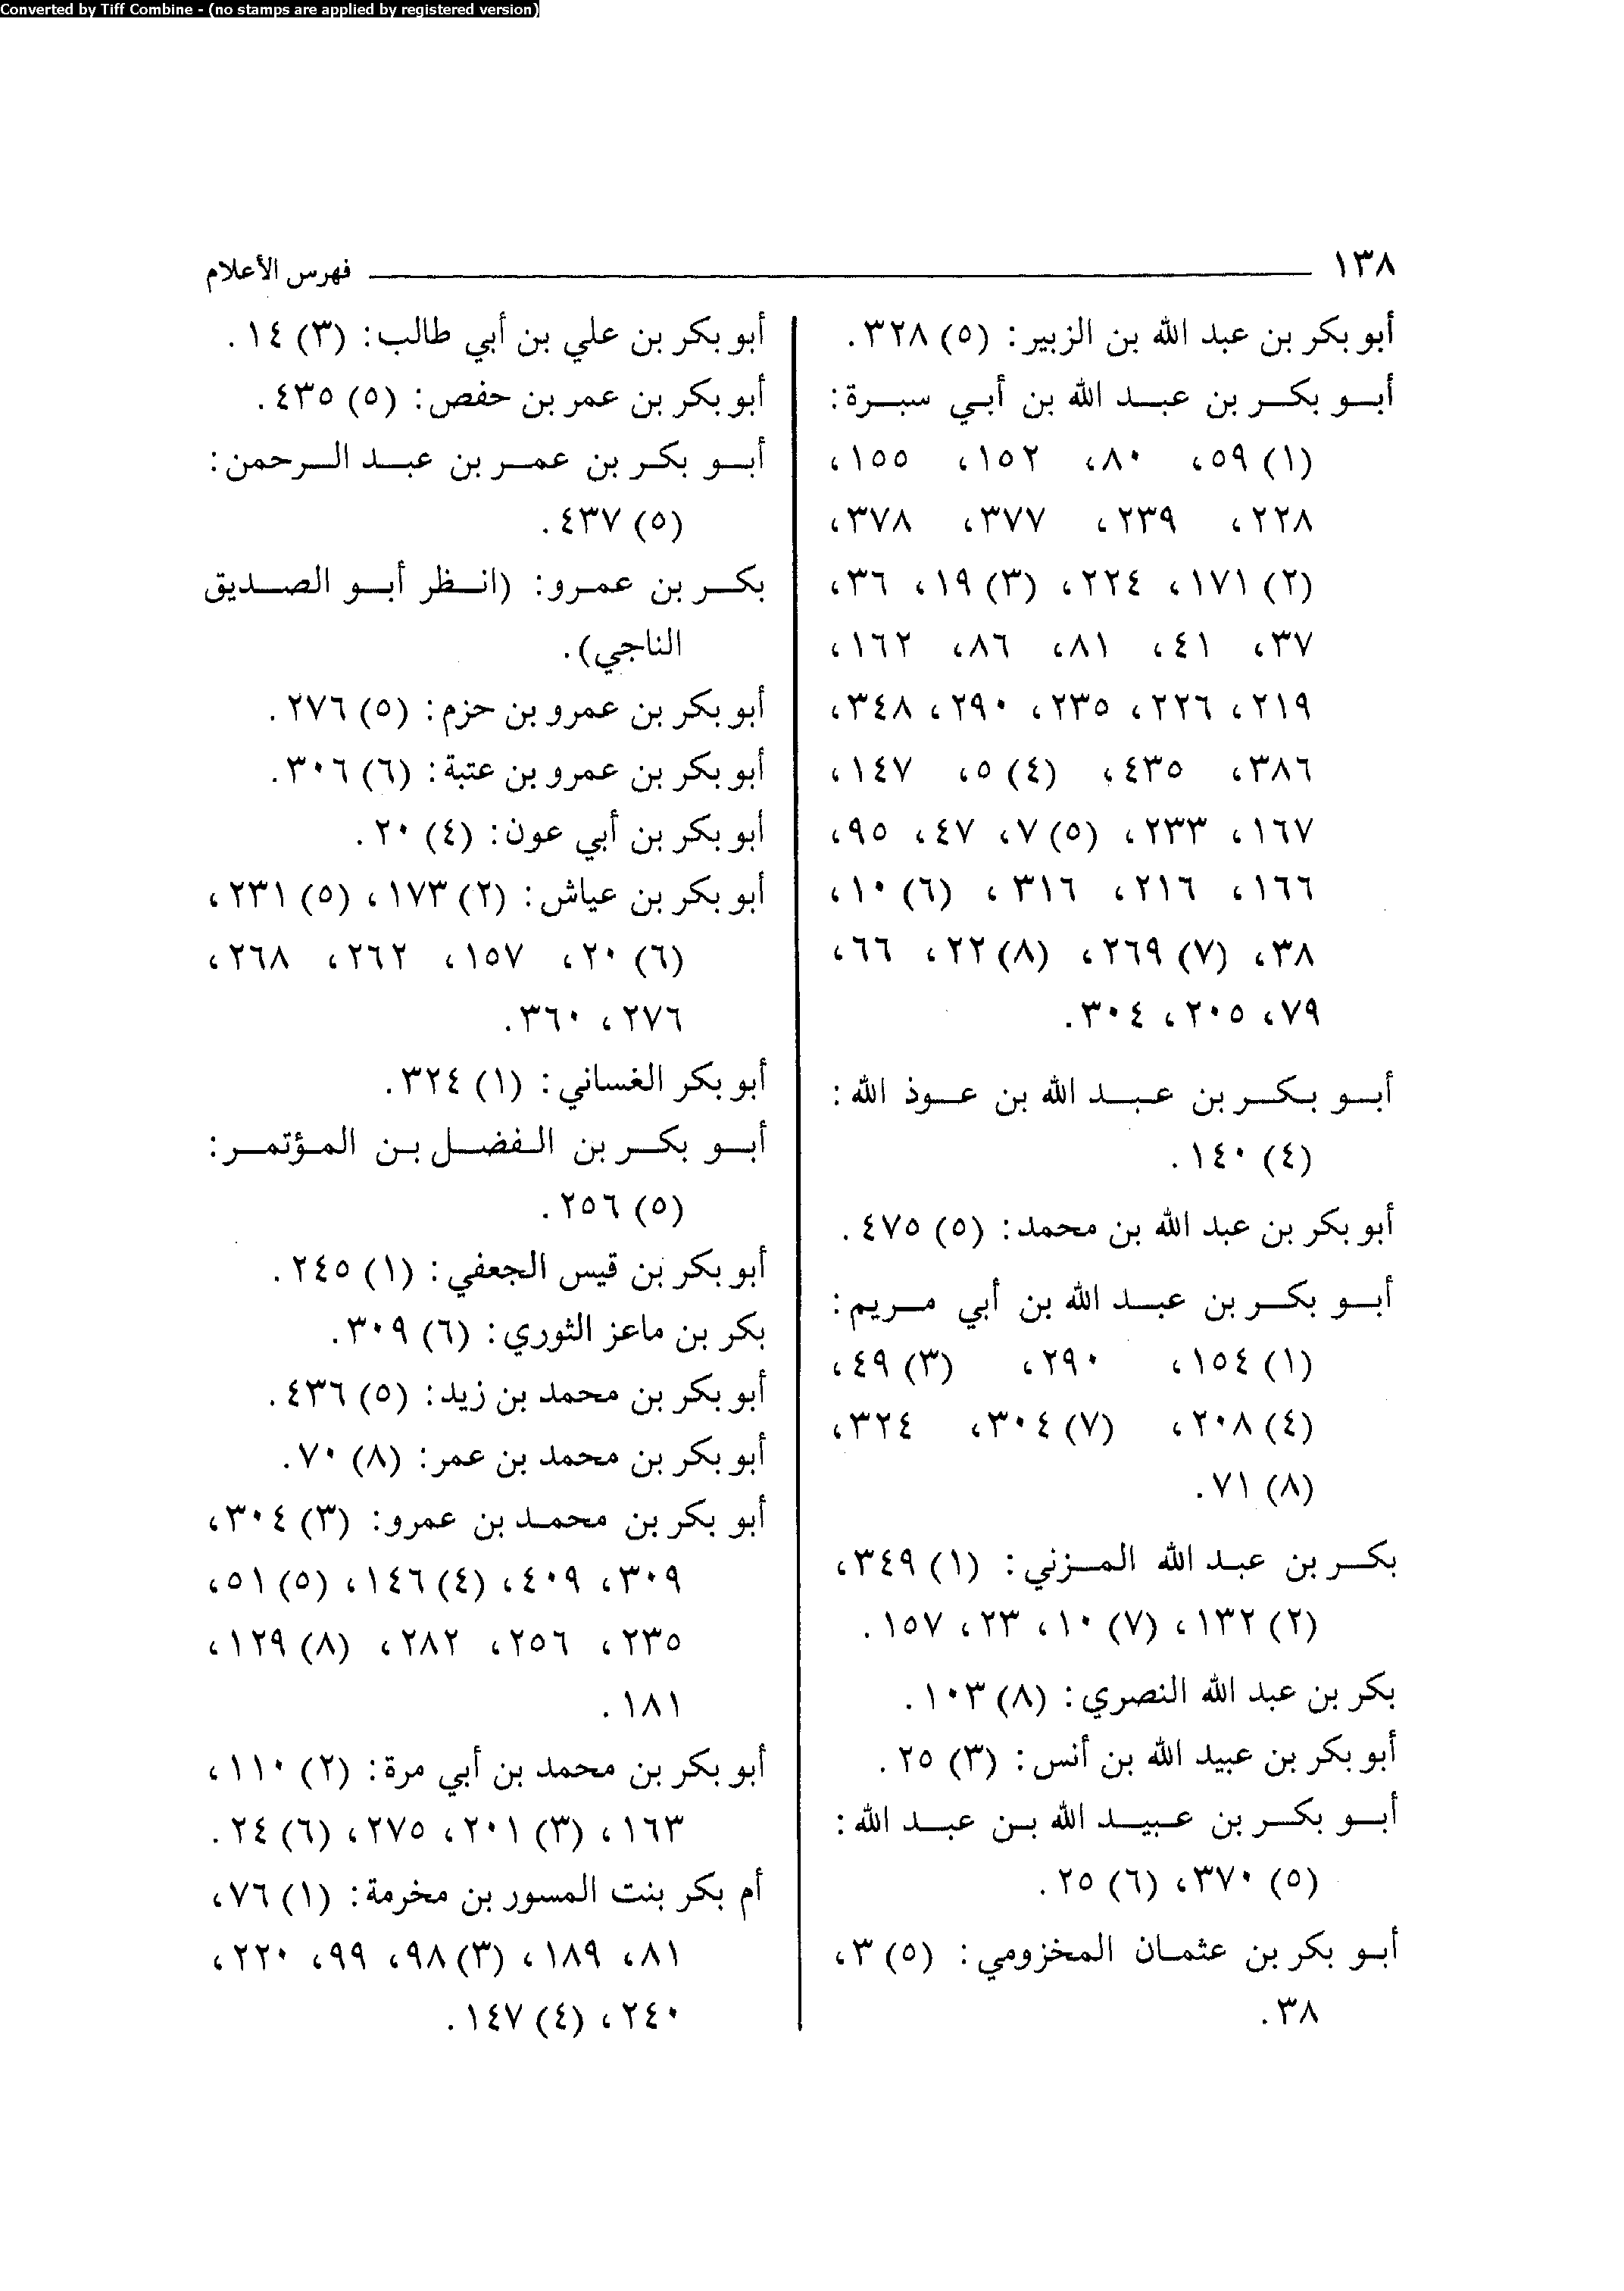 Converted by Tiff Combine - (no stamps are applied by registered version)
١٣٨ فهرس الأعلام
أبو بكر بن عبد الله بن الزبير: (٥) ٣٢٨.
أبو بكر بن عبد الله بن أبي سبرة:
(١) ٥٩، ٨٠، ١٥٢، ١٥٥،
٢٢٨، ٢٣٩، ٣٧٧، ٣٧٨،
(٢) ١٧١، ٢٢٤، (٣) ١٩، ٣٦،
٣٧، ٤١، ٨١، ٨٦، ١٦٢،
٢١٩، ٢٢٦، ٢٣٥، ٢٩٠، ٣٤٨،
٣٨٦، ٤٣٥، (٤) ٥، ١٤٧،
١٦٧، ٢٣٣، (٥) ٧، ٤٧، ٩٥،
١٦٦، ٢١٦، ٣١٦، (٦) ١٠،
٣٨، (٧) ٢٦٩، (٨) ٢٢، ٦٦،
٧٩، ٢٠٥، ٣٠٤.
أبو بكر بن عبد الله بن عوذ الله:
(٤) ١٤٠.
أبو بكر بن عبد الله بن محمد: (٥) ٤٧٥.
أبو بكر بن عبد الله بن أبي مريم:
(١) ١٥٤، ٢٩٠، (٣) ٤٩،
(٤) ٢٠٨، (٧) ٣٠٤، ٣٢٤،
(٨) ٧١.
بكر بن عبد الله المزني: (١) ٣٤٩،
(٢) ١٣٢، (٧) ١٠، ٢٣، ١٥٧.
بكر بن عبد الله النصري: (٨) ١٠٣.
أبو بكر بن عبيد الله بن أنس: (٣) ٢٥.
أبو بكر بن عبيد الله بن عبد الله:
(٥) ٣٧٠، (٦) ٢٥.
أبو بكر بن عثمان المخزومي: (٥) ٣،
٣٨.
أبو بكر بن علي بن أبي طالب: (٣) ١٤.
أبو بكر بن عمر بن حفص: (٥) ٤٣٥.
أبو بكر بن عمر بن عبد الرحمن:
(٥) ٤٣٧.
بكر بن عمرو: (انظر أبو الصديق
الناجي).
أبو بكر بن عمرو بن حزم: (٥) ٢٧٦.
أبو بكر بن عمرو بن عتبة: (٦) ٣٠٦.
أبو بكر بن أبي عون: (٤) ٢٠.
أبو بكر بن عياش: (٢) ١٧٣، (٥) ٢٣١،
(٦) ٢٠، ١٥٧، ٢٦٢، ٢٦٨،
٢٧٦، ٣٦٠.
أبو بكر الغساني: (١) ٣٢٤.
أبو بكر بن الفضل بن المؤتمر:
(٥) ٢٥٦.
أبو بكر بن قيس الجعفي: (١) ٢٤٥.
بكر بن ماعز الثوري: (٦) ٣٠٩.
أبو بكر بن محمد بن زيد: (٥) ٤٣٦.
أبو بكر بن محمد بن عمر: (٨) ٧٠.
أبو بكر بن محمد بن عمرو: (٣) ٣٠٤،
٣٠٩، ٤٠٩، (٤) ١٤٦، (٥) ٥١،
٢٣٥، ٢٥٦، ٢٨٢، (٨) ١٢٩،
١٨١.
أبو بكر بن محمد بن أبي مرة: (٢) ١١٠،
١٦٣، (٣) ٢٠١، ٢٧٥، (٦) ٢٤.
أم بكر بنت المسور بن مخرمة: (١) ٧٦،
٨١، ١٨٩، (٣) ٩٨، ٩٩، ٢٢٠،
٢٤٠، (٤) ١٤٧.